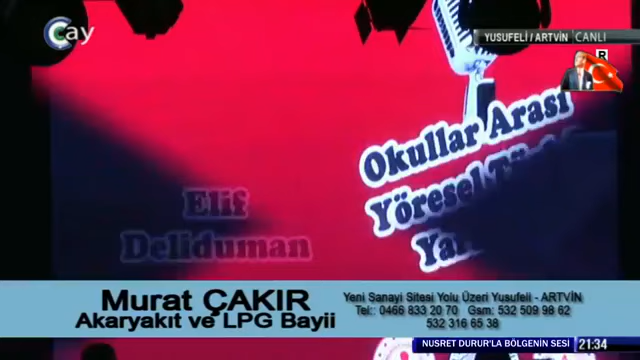 Cay
YUSUFELİ / ARTVİN CANLI
R
Okullar Arası
Yöresel
Elif
Deliduman
Murat ÇAKIR
Akaryakıt ve LPG Bayii
Yeni Sanayi Sitesi Yolu Üzeri Yusufeli - ARTVİN
Tel:: 0466 833 20 70 Gsm: 532 509 98 62
532 316 65 38
NUSRET DURUR'LA BÖLGENİN SESİ 21:34